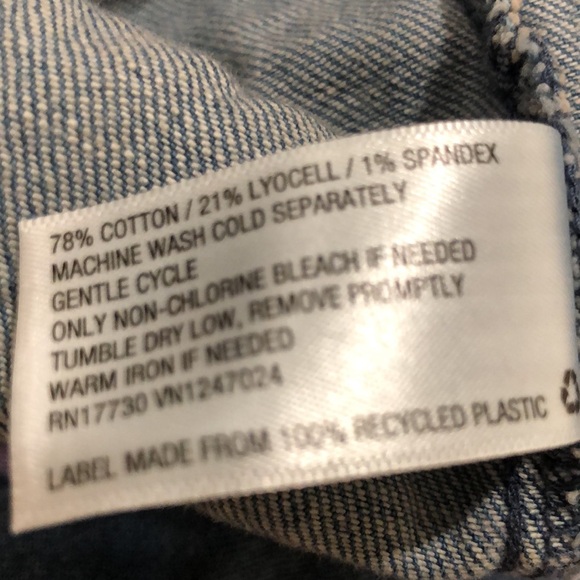 78% COTTON / 21% LYOCELL / 1% SPANDEX
MACHINE WASH COLD SEPARATELY
GENTLE CYCLE
ONLY NON-CHLORINE BLEACH IF NEEDED
TUMBLE DRY LOW, REMOVE PROMPTLY
WARM IRON IF NEEDED
RN17730 VN1247024
LABEL MADE FROM 100% RECYCLED PLASTIC